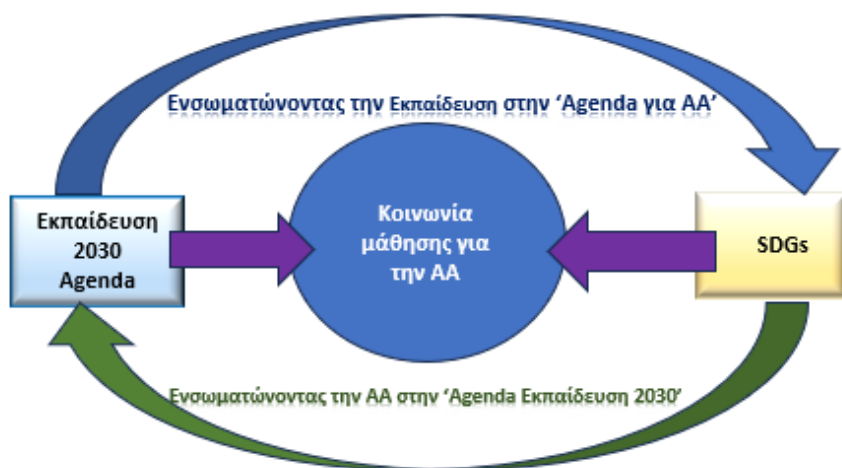 Ενσωματώνοντας την Εκπαίδευση στην ‘Agenda για ΑΑ’
Εκπαίδευση
2030
Agenda
Κοινωνία
μάθησης για
την ΑΑ
SDGs
Ενσωματώνοντας την ΑΑ στην ‘Agenda Εκπαίδευση 2030’